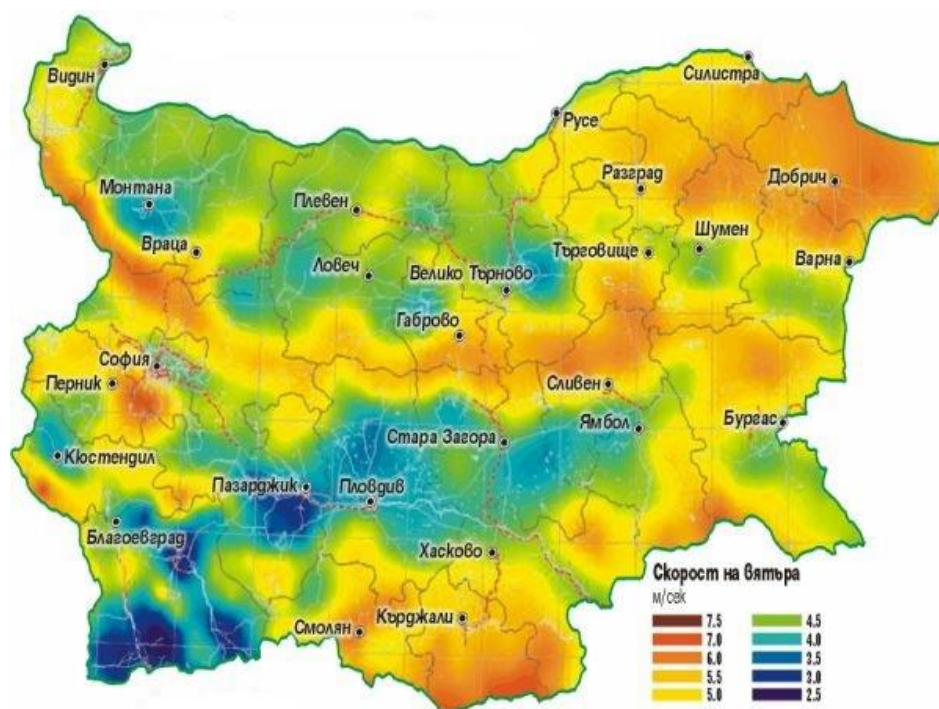 Видин
Силистра
Русе
Монтана
Разград
Добрич
Плевен
Враца
Шумен
Ловеч
Велико Търново
Търговище
Варна
Габрово
София
Перник
Сливен
Стара Загора
Ямбол
Бургас
Кюстендил
Пазарджик
Пловдив
Благоевград
Хасково
Смолян
Кърджали
Скорост на вятъра
м/сек
7.5 4.5
7.0 4.0
6.0 3.5
5.5 3.0
5.0 2.5